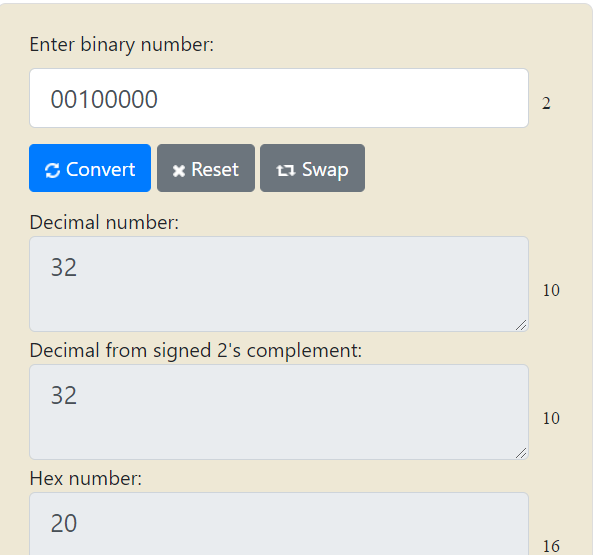 Enter binary number:
00100000
2
Convert
Reset
Swap
Decimal number:
32
10
Decimal from signed 2's complement:
32
10
Hex number:
20
16